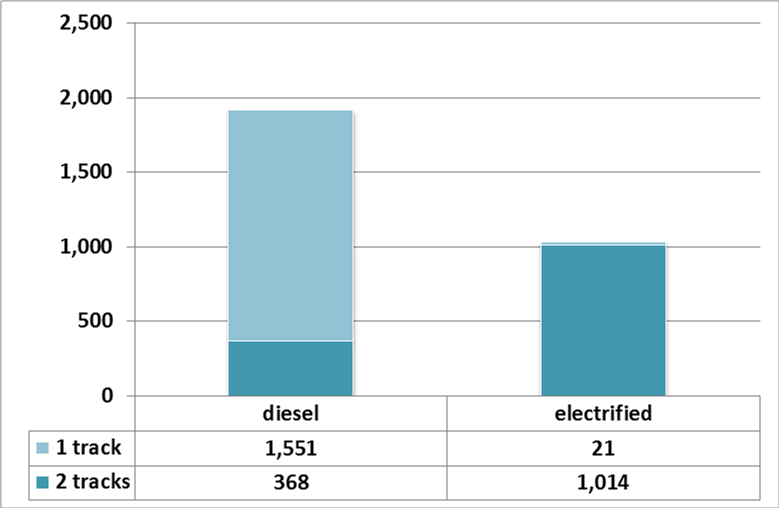 2,500
2,000
1,500
1,000
500
0
diesel electrified
1 track 1,551 21
2 tracks 368 1,014